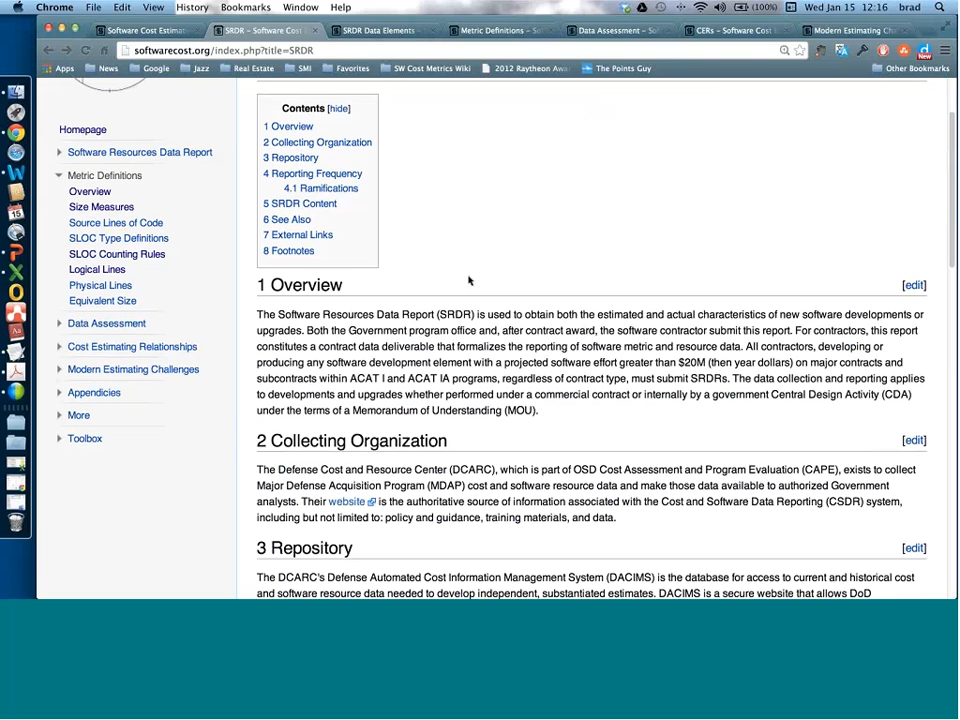 Chrome File Edit View History Bookmarks Window Help (100%) Wed Jan 15 12:16 brad
Software Cost Estimat
SRDR – Software Cost
SRDR Data Elements -
Metric Definitions – So
Data Assessment – Sof
CERs – Software Cost
Modern Estimating Ch
softwarecost.org/index.php?title=SRDR
New
Apps News Google Jazz Real Estate SMI Favorites SW Cost Metrics Wiki 2012 Raytheon Awa The Points Guy Other Bookmarks
Homepage
Software Resources Data Report
Metric Definitions
Overview
Size Measures
Source Lines of Code
SLOC Type Definitions
SLOC Counting Rules
Logical Lines
Physical Lines
Equivalent Size
Data Assessment
Cost Estimating Relationships
Modern Estimating Challenges
Appendicies
More
Toolbox
Contents [hide]
1 Overview
2 Collecting Organization
3 Repository
4 Reporting Frequency
4.1 Ramifications
5 SRDR Content
6 See Also
7 External Links
8 Footnotes
1 Overview [edit]
The Software Resources Data Report (SRDR) is used to obtain both the estimated and actual characteristics of new software developments or
upgrades. Both the Government program office and, after contract award, the software contractor submit this report. For contractors, this report
constitutes a contract data deliverable that formalizes the reporting of software metric and resource data. All contractors, developing or
producing any software development element with a projected software effort greater than $20M (then year dollars) on major contracts and
subcontracts within ACAT I and ACAT IA programs, regardless of contract type, must submit SRDRs. The data collection and reporting applies
to developments and upgrades whether performed under a commercial contract or internally by a government Central Design Activity (CDA)
under the terms of a Memorandum of Understanding (MOU).
2 Collecting Organization [edit]
The Defense Cost and Resource Center (DCARC), which is part of OSD Cost Assessment and Program Evaluation (CAPE), exists to collect
Major Defense Acquisition Program (MDAP) cost and software resource data and make those data available to authorized Government
analysts. Their website is the authoritative source of information associated with the Cost and Software Data Reporting (CSDR) system,
including but not limited to: policy and guidance, training materials, and data.
3 Repository [edit]
The DCARC's Defense Automated Cost Information Management System (DACIMS) is the database for access to current and historical cost
and software resource data needed to develop independent, substantiated estimates. DACIMS is a secure website that allows DoD